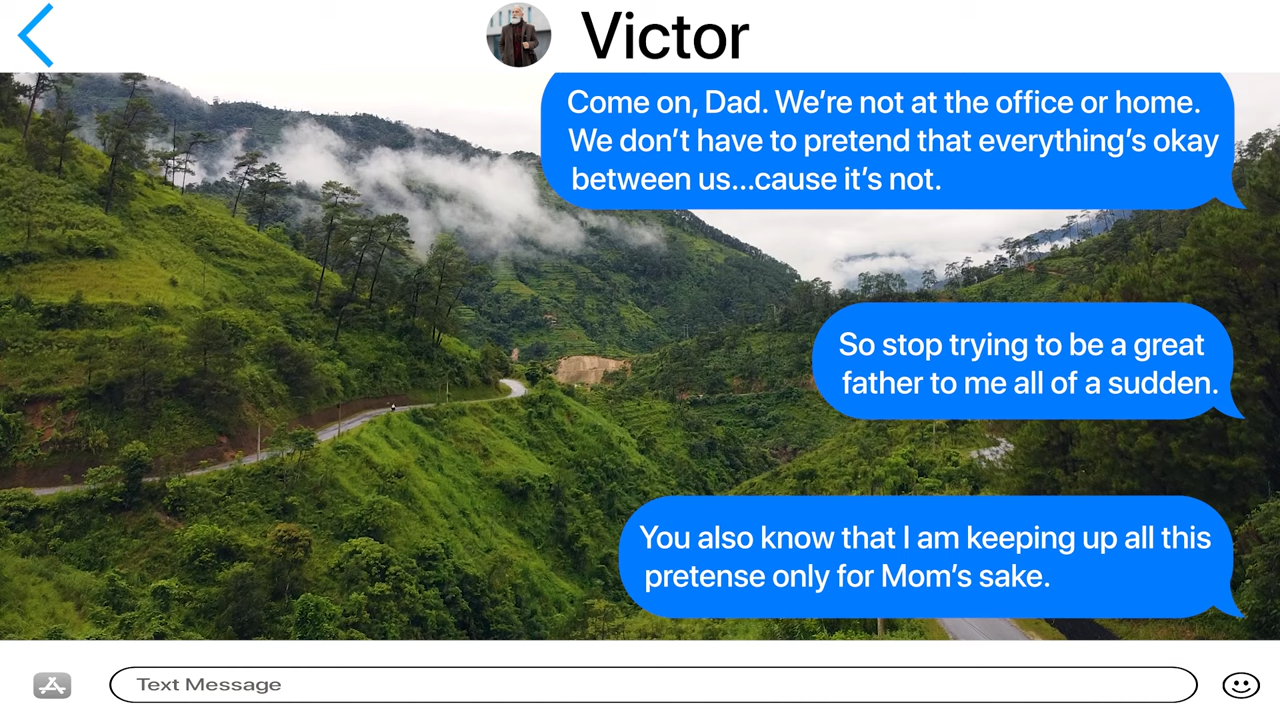 Victor
Come on, Dad. We’re not at the office or home.
We don’t have to pretend that everything’s okay
between us...cause it’s not.
So stop trying to be a great
father to me all of a sudden.
You also know that I am keeping up all this
pretense only for Mom’s sake.
Text Message